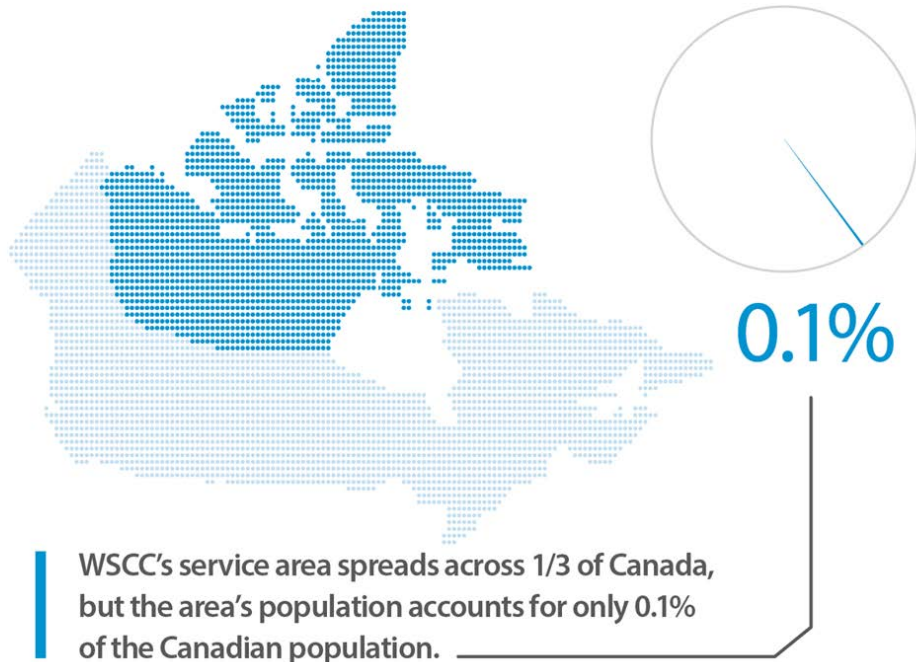 0.1%
WSCC's service area spreads across 1/3 of Canada,
but the area's population accounts for only 0.1%
of the Canadian population.